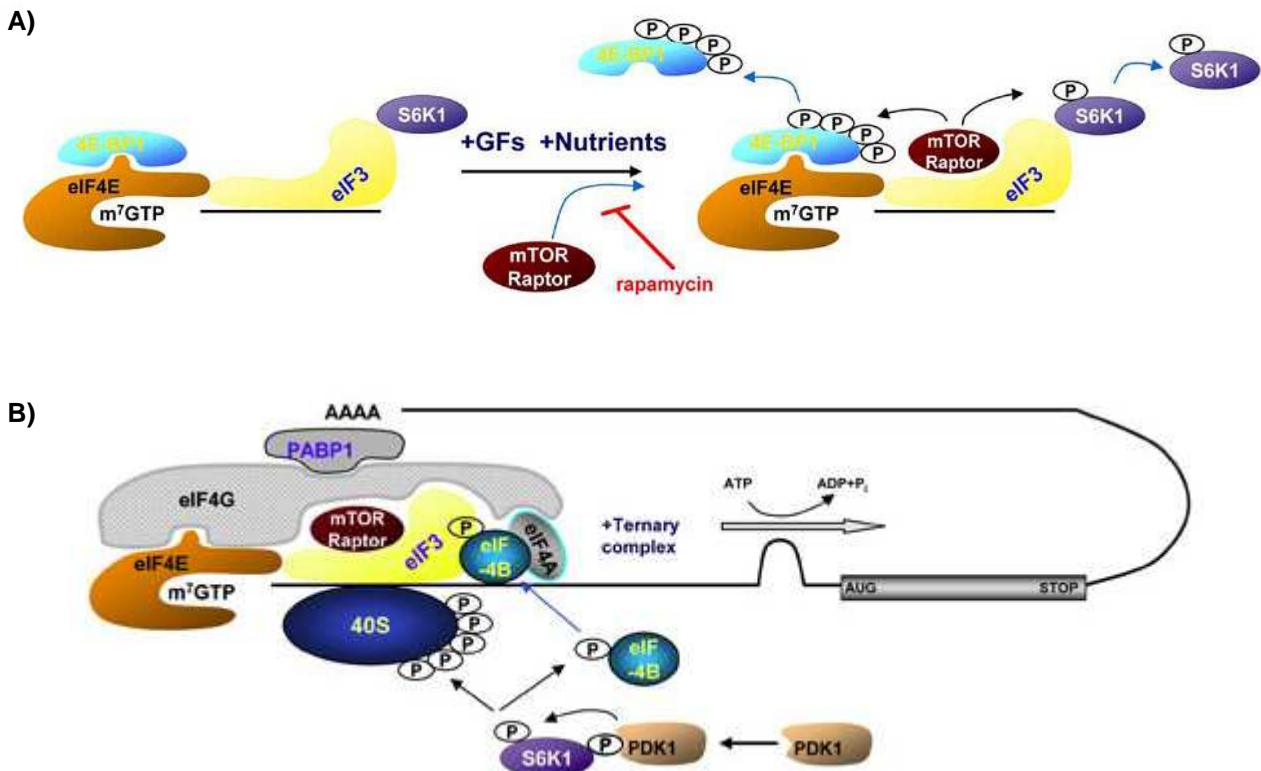 A)
4E-BP1
eIF4E
m⁷GTP
eIF3
S6K1
+GFs +Nutrients
mTOR
Raptor
rapamycin
4E-BP1
P
P
P
P
4E-BP1
P
P
P
P
eIF4E
m⁷GTP
mTOR
Raptor
eIF3
P
S6K1
P
S6K1
B)
AAAA
PABP1
eIF4G
mTOR
Raptor
eIF3
P
eIF
-4B
eIF4A
eIF4E
m⁷GTP
+Ternary
complex
ATP
ADP+Pᵢ
AUG
STOP
40S
P
P
P
P
P
P
eIF
-4B
P
S6K1
P
PDK1
PDK1